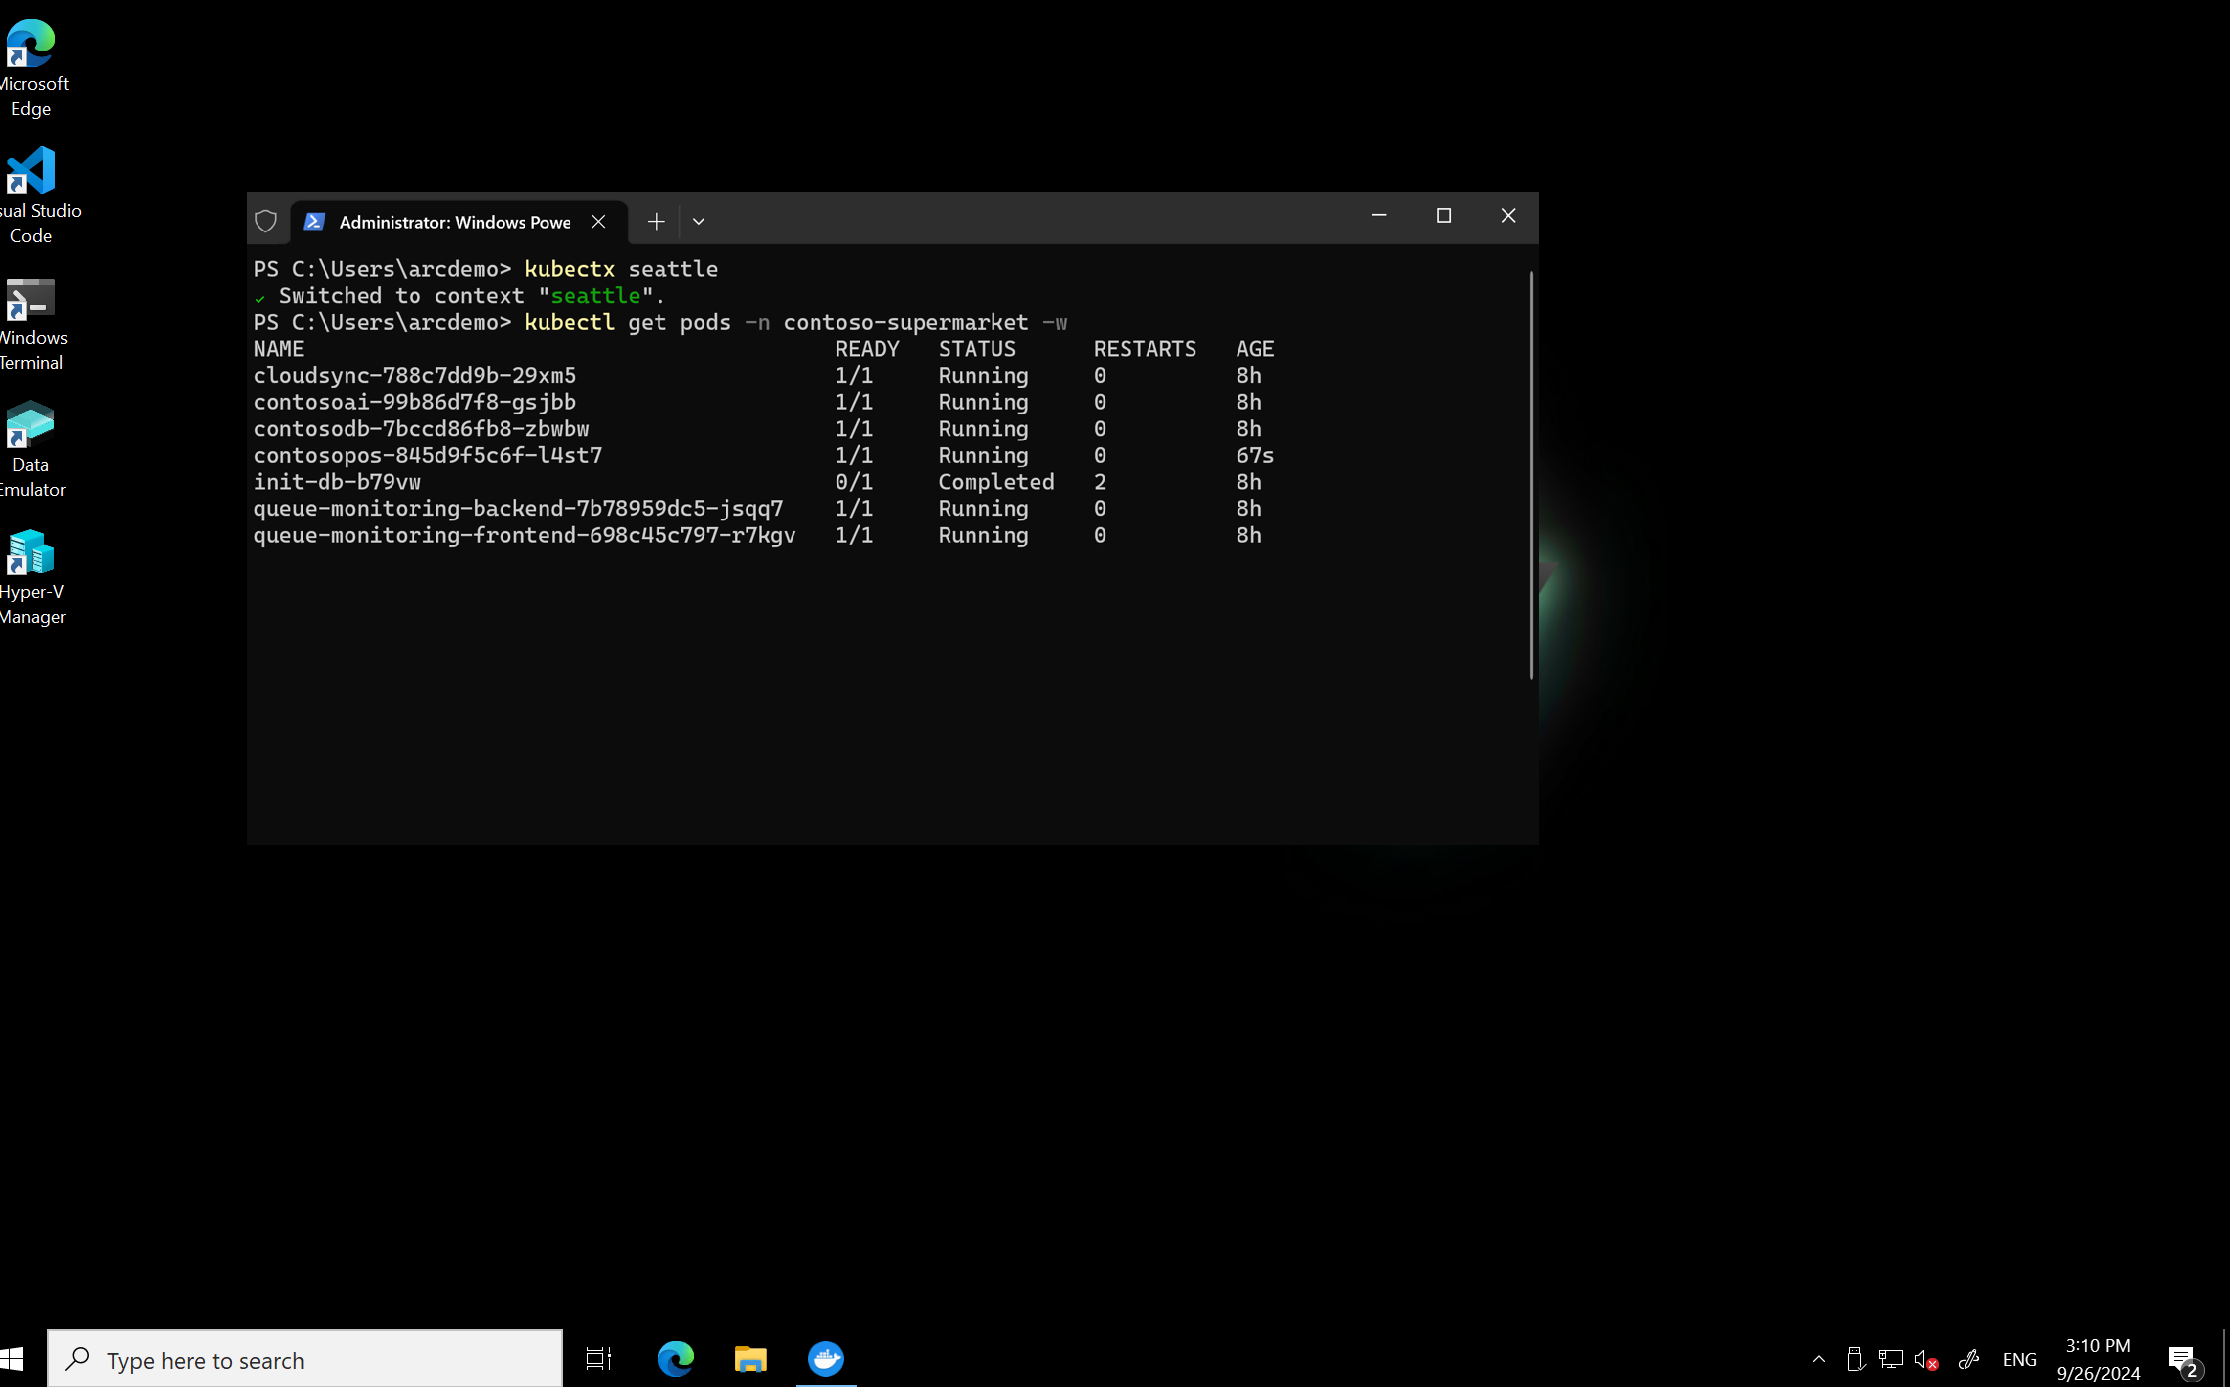 Microsoft
Edge
sual Studio
Code
Windows
Terminal
Data
Emulator
Hyper-V
Manager
Administrator: Windows Powe
PS C:\Users\arcdemo> kubectx seattle
✓ Switched to context "seattle".
PS C:\Users\arcdemo> kubectl get pods -n contoso-supermarket -w
NAME READY STATUS RESTARTS AGE
cloudsync-788c7dd9b-29xm5 1/1 Running 0 8h
contosoai-99b86d7f8-gsjbb 1/1 Running 0 8h
contosodb-7bccd86fb8-zbwbw 1/1 Running 0 8h
contosopos-845d9f5c6f-l4st7 1/1 Running 0 67s
init-db-b79vw 0/1 Completed 2 8h
queue-monitoring-backend-7b78959dc5-jsqq7 1/1 Running 0 8h
queue-monitoring-frontend-698c45c797-r7kgv 1/1 Running 0 8h
Type here to search
ENG
3:10 PM
9/26/2024
2